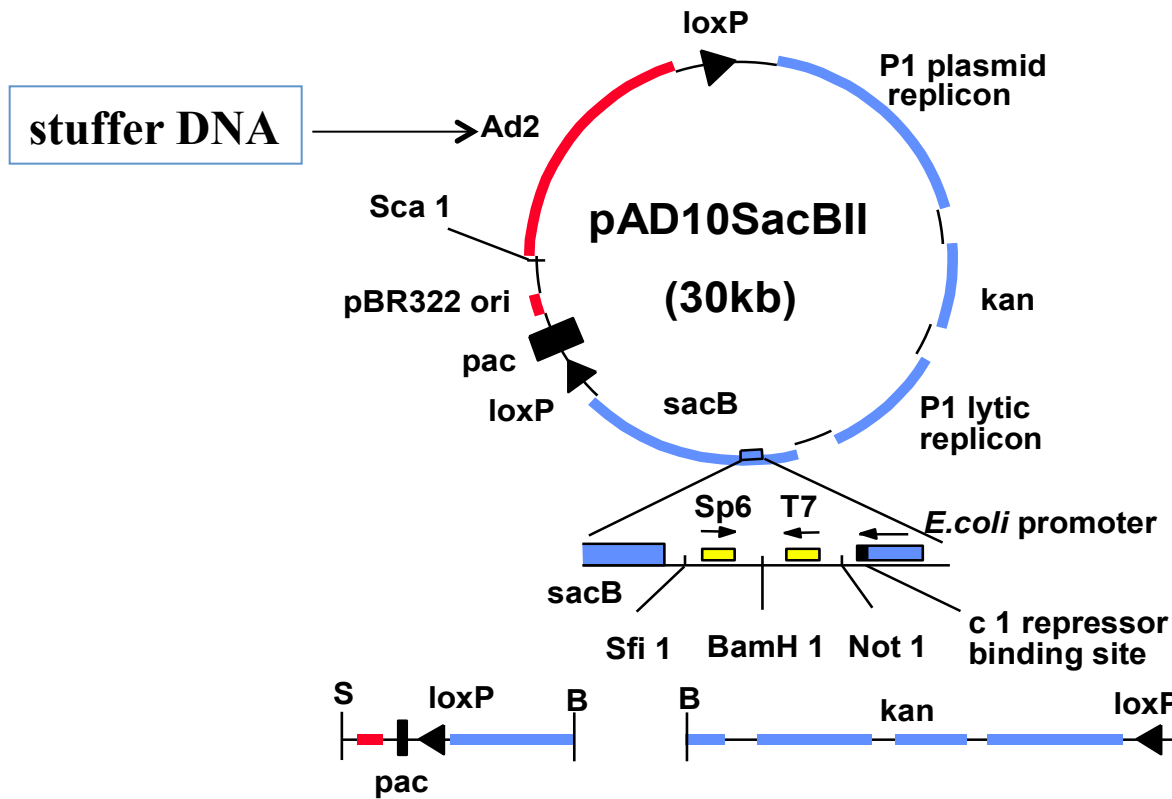 loxP
P1 plasmid
replicon
stuffer DNA
Ad2
Sca 1
pAD10SacBII
(30kb)
pBR322 ori
kan
pac
loxP
sacB
P1 lytic
replicon
Sp6
T7
E.coli promoter
sacB
Sfi 1
BamH 1
Not 1
c 1 repressor
binding site
S
loxP
B
B
kan
loxP
pac